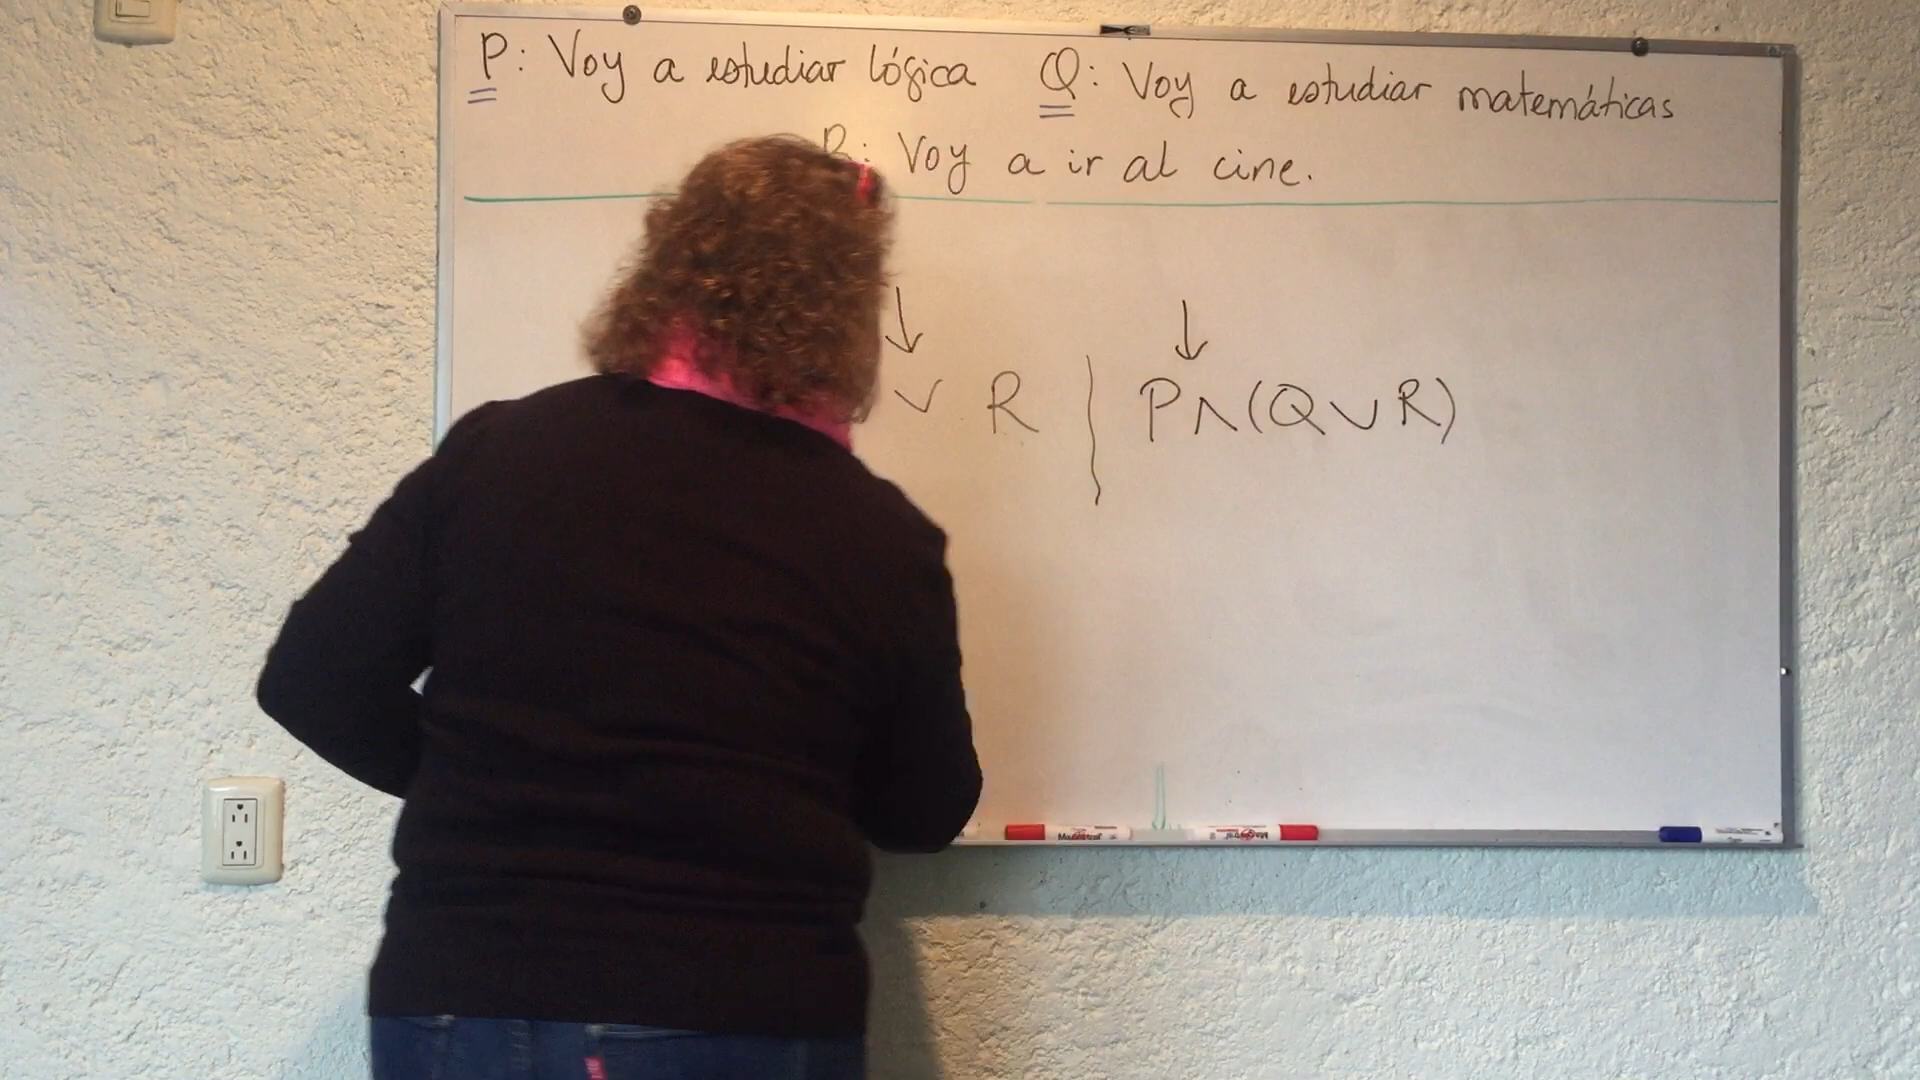 P: Voy a estudiar lógica Q: Voy a estudiar matemáticas
R: Voy a ir al cine.
∨ R | P∧(Q∨R)